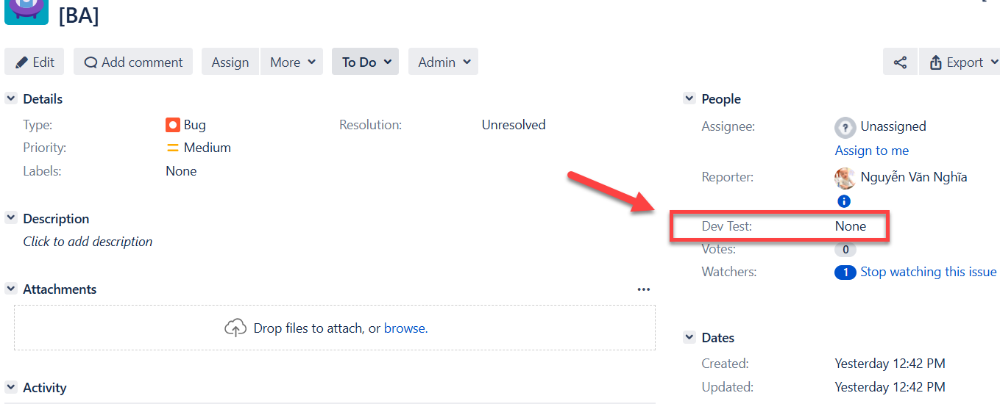 [BA]
Edit Add comment Assign More To Do Admin Export
Details
Type: Bug Resolution: Unresolved
Priority: Medium
Labels: None
Description
Click to add description
Attachments
Drop files to attach, or browse.
Activity
People
Assignee: Unassigned
Assign to me
Reporter: Nguyễn Văn Nghĩa
Dev Test: None
Votes: 0
Watchers: 1 Stop watching this issue
Dates
Created: Yesterday 12:42 PM
Updated: Yesterday 12:42 PM